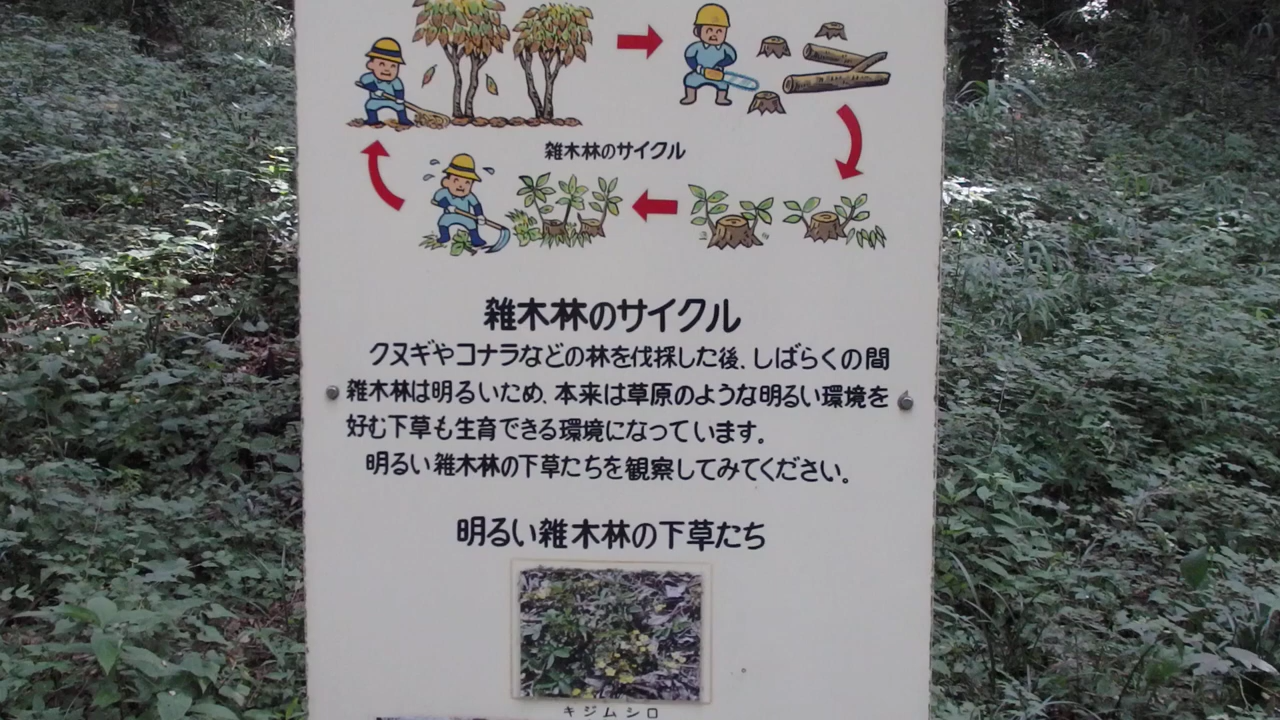 雑木林のサイクル
雑木林のサイクル
クヌギやコナラなどの林を伐採した後、しばらくの間
雑木林は明るいため、本来は草原のような明るい環境を
好む下草も生育できる環境になっています。
明るい雑木林の下草たちを観察してみてください。
明るい雑木林の下草たち
キジムシロ